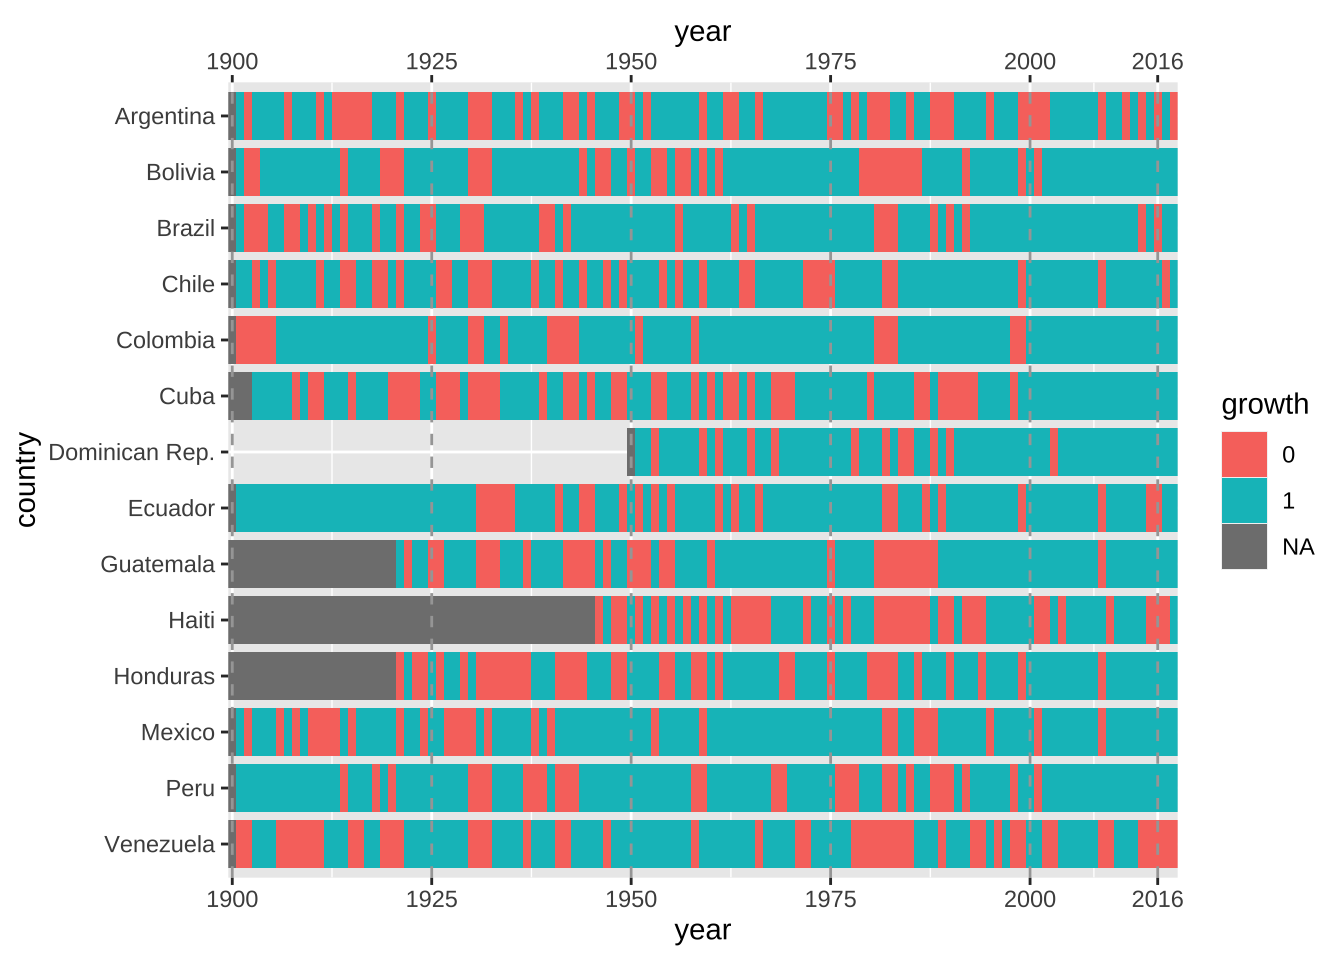 year
1900 1925 1950 1975 2000 2016
Argentina
Bolivia
Brazil
Chile
Colombia
Cuba
Dominican Rep.
Ecuador
Guatemala
Haiti
Honduras
Mexico
Peru
Venezuela
country
1900 1925 1950 1975 2000 2016
year
growth
0
1
NA